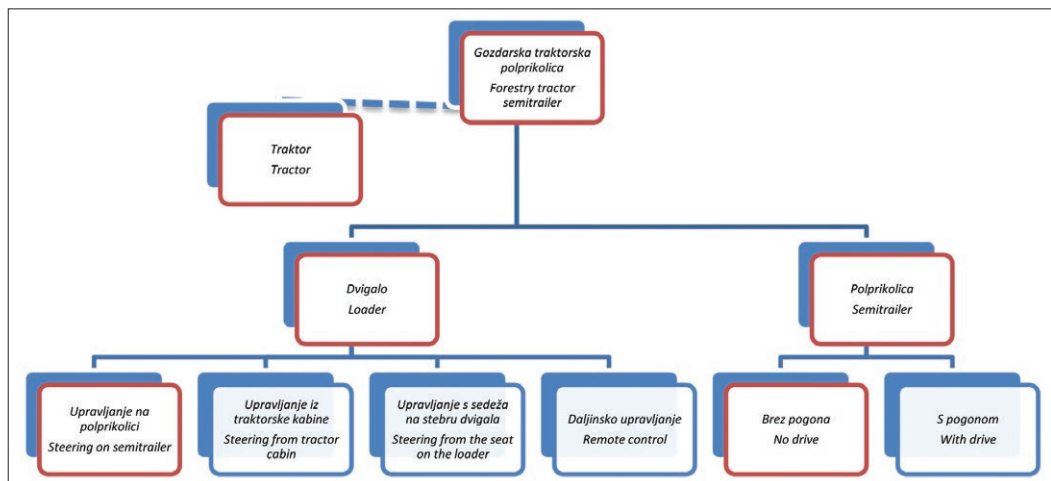 Gozdarska traktorska
polprikolica
Forestry tractor
semitrailer
Traktor
Tractor
Dvigalo
Loader
Polprikolica
Semitrailer
Upravljanje na
polprikolici
Steering on semitrailer
Upravljanje iz
traktorske kabine
Steering from tractor
cabin
Upravljanje s sedeža
na stebru dvigala
Steering from the seat
on the loader
Daljinsko upravljanje
Remote control
Brez pogona
No drive
S pogonom
With drive